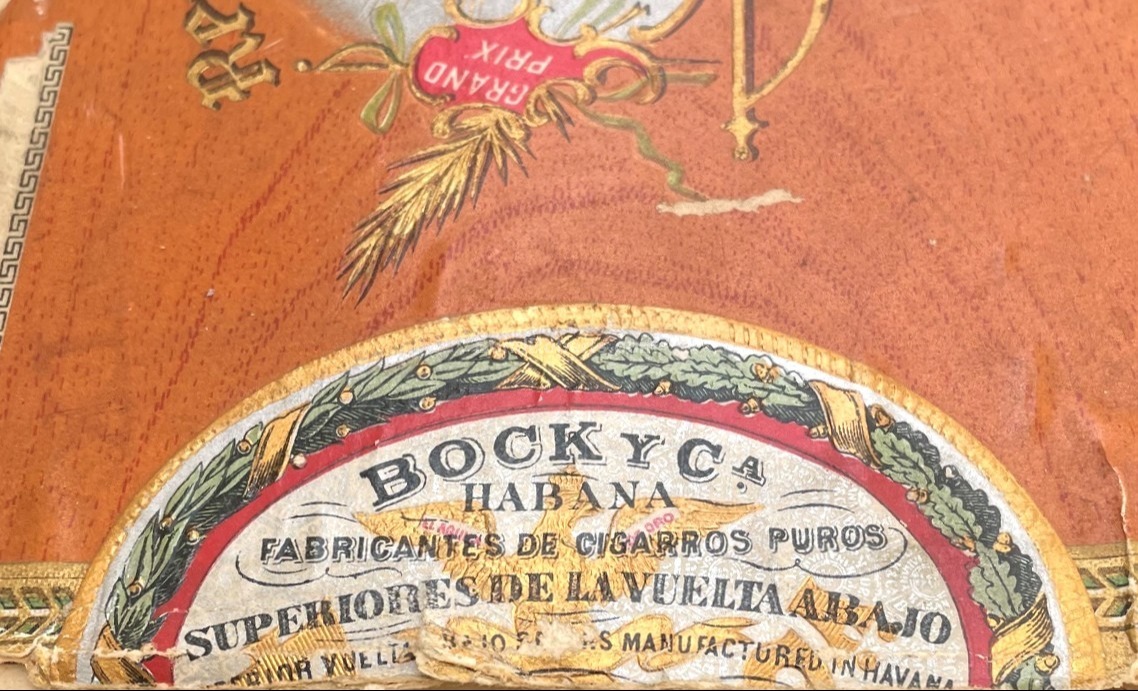 GRAND
PRIX
BOCK Y Cª
HABANA
FABRICANTES DE CIGARROS PUROS
SUPERIORES DE LA VUELTA ABAJO
MANUFACTURED IN HAVANA